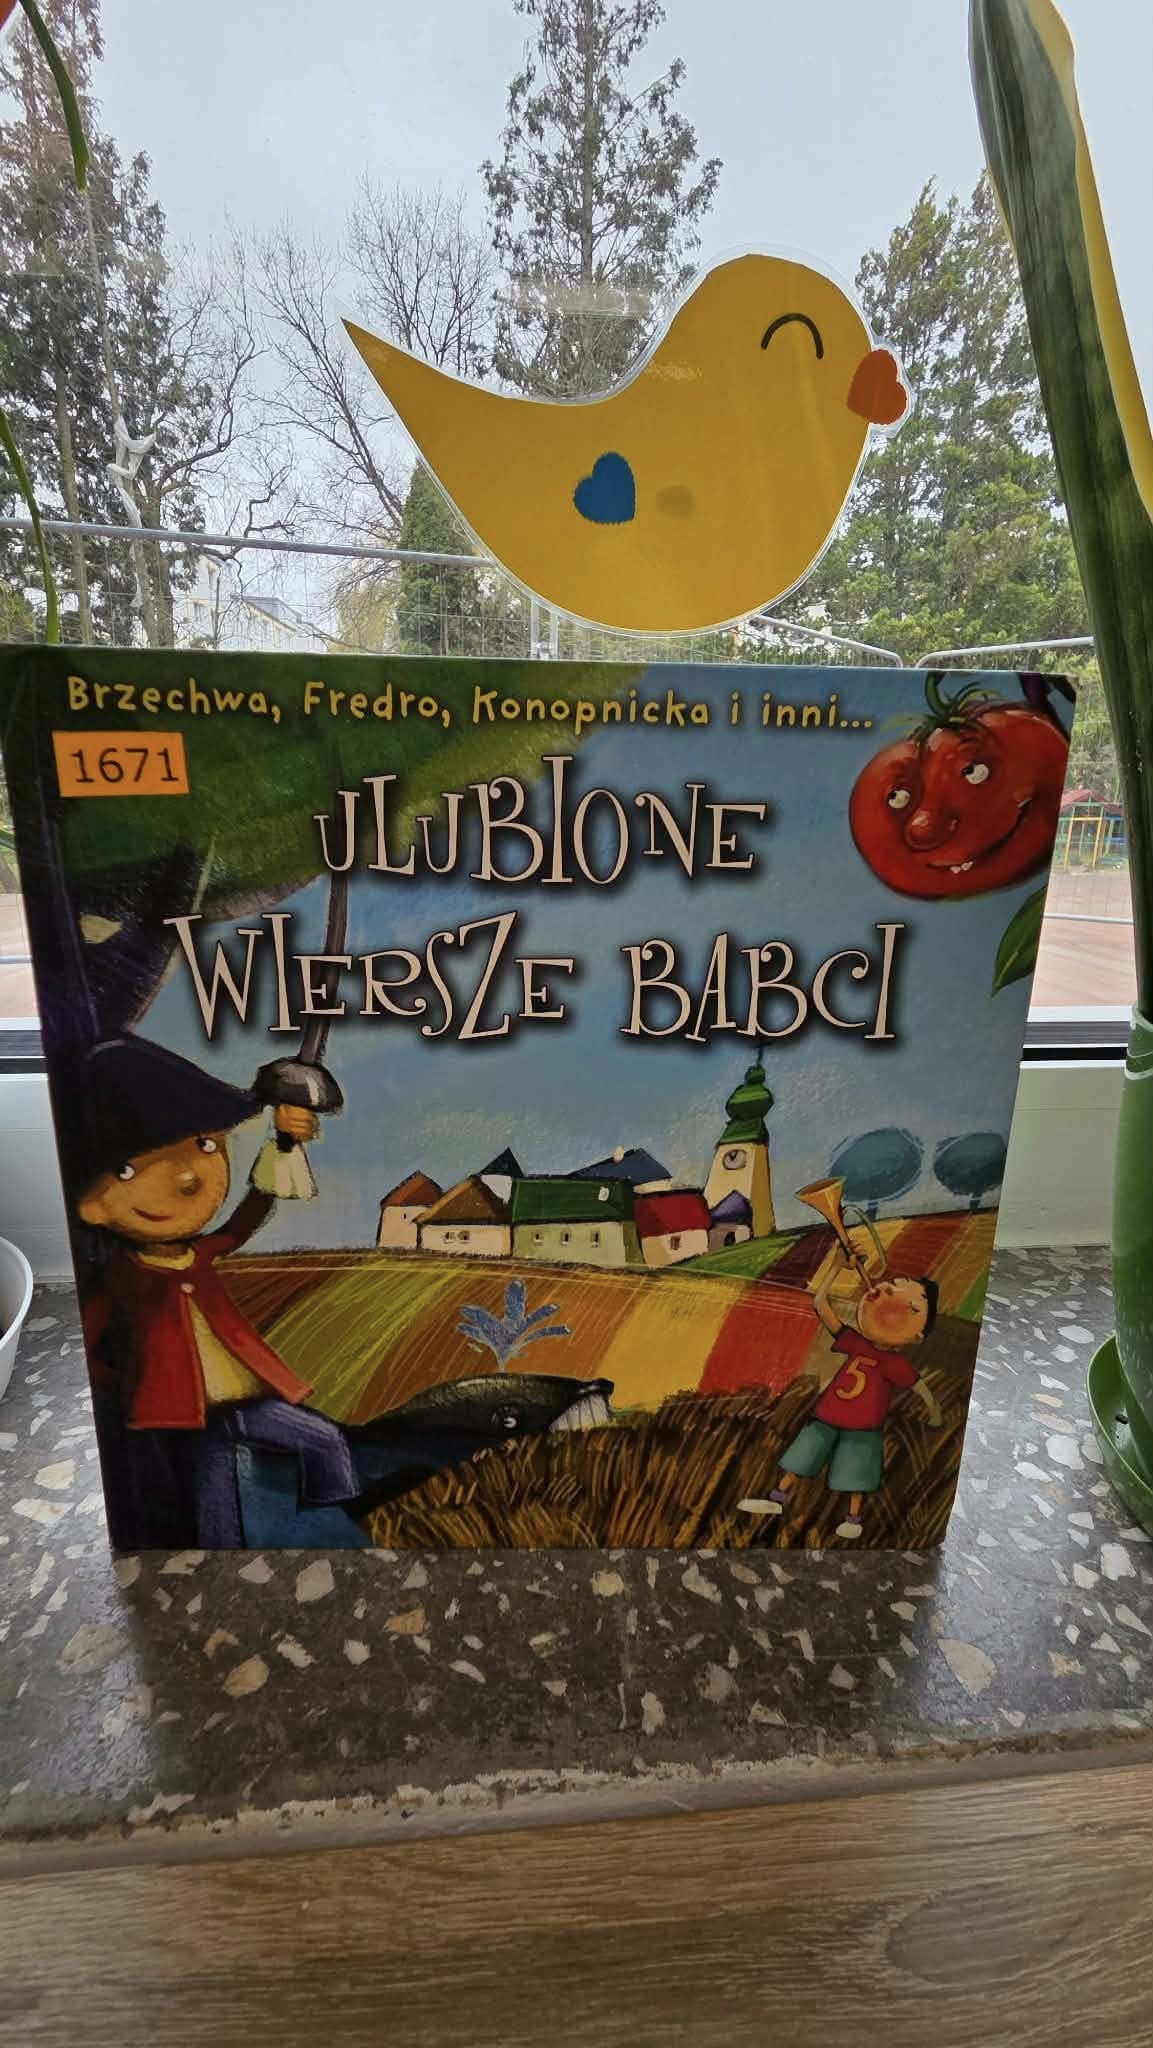 Brzechwa, Fredro, Konopnicka i inni...
1671
ULUBIONE
WIERSZE BABCI
5